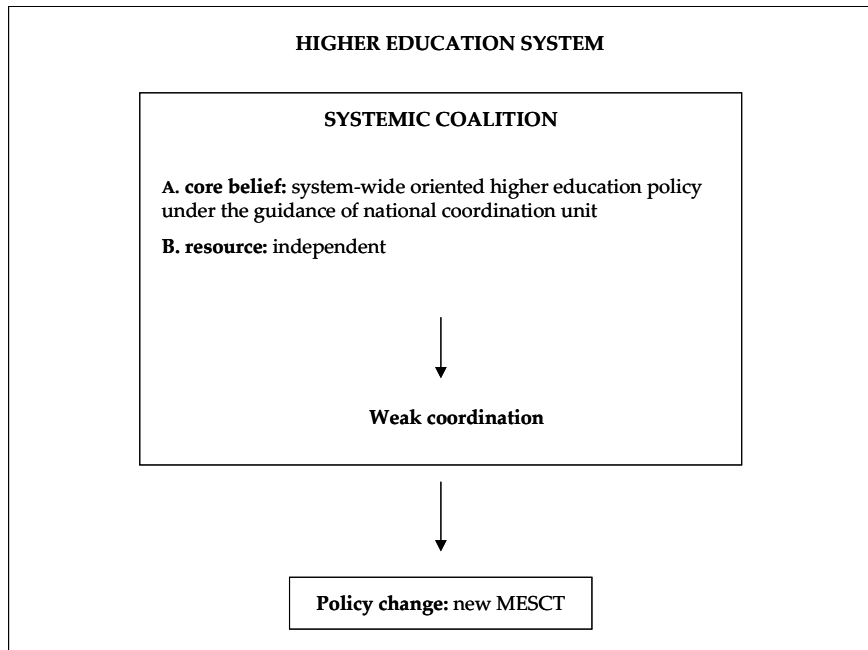 HIGHER EDUCATION SYSTEM
SYSTEMIC COALITION
A. core belief: system-wide oriented higher education policy
under the guidance of national coordination unit
B. resource: independent
Weak coordination
Policy change: new MESCT